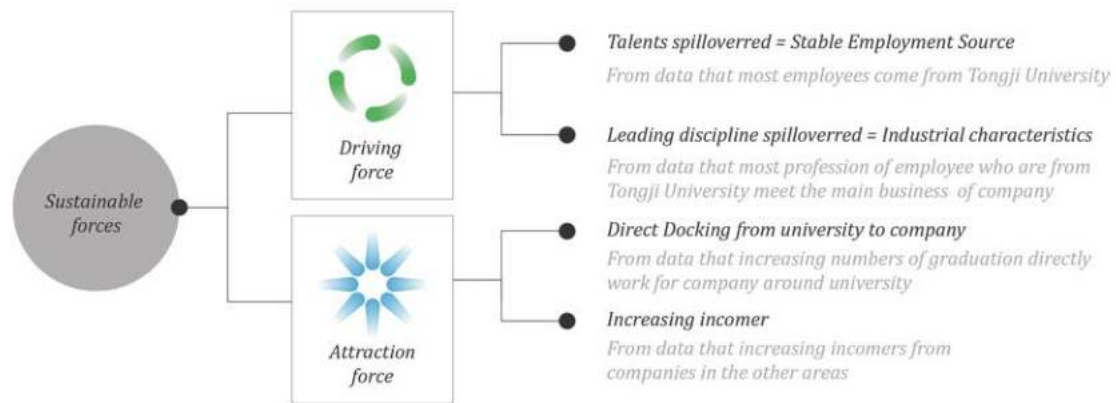 Sustainable
forces
Driving
force
Talents spilloverred = Stable Employment Source
From data that most employees come from Tongji University
Leading discipline spilloverred = Industrial characteristics
From data that most profession of employee who are from
Tongji University meet the main business of company
Attraction
force
Direct Docking from university to company
From data that increasing numbers of graduation directly
work for company around university
Increasing incomer
From data that increasing incomers from
companies in the other areas